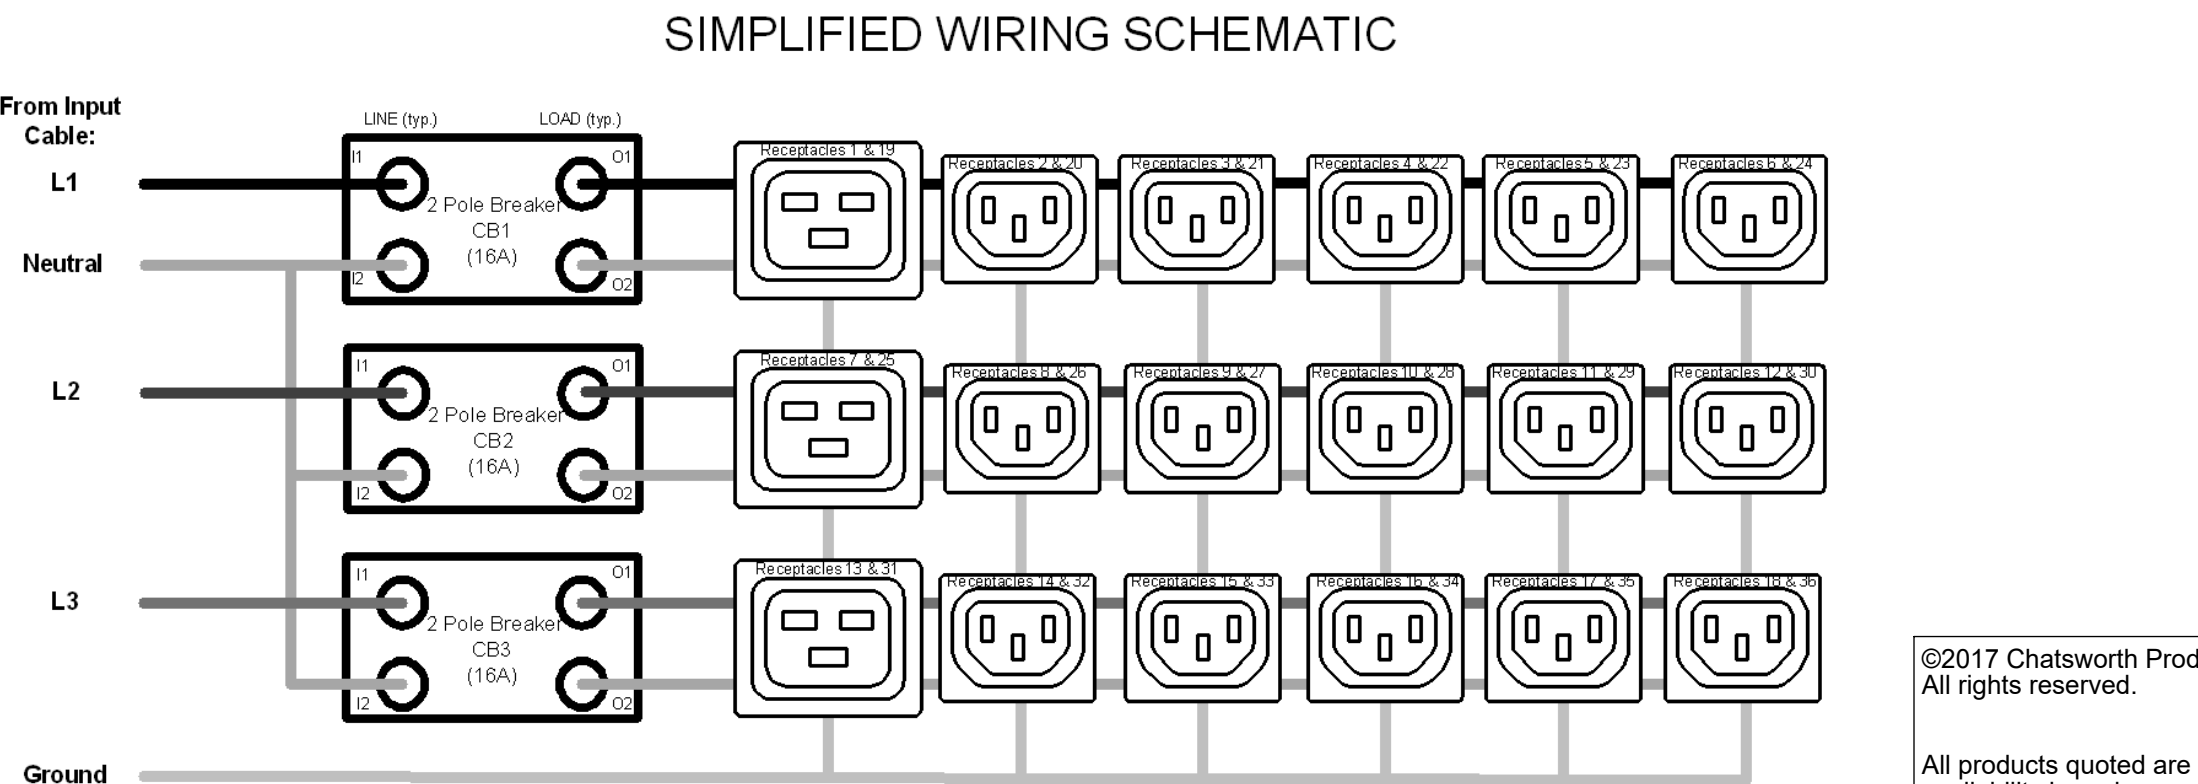 SIMPLIFIED WIRING SCHEMATIC
From Input
Cable:
LINE (typ.)
LOAD (typ.)
L1
I1
O1
2 Pole Breaker
CB1
(16A)
Neutral
I2
O2
Receptacles 1 & 19
Receptacles 2 & 20
Receptacles 3 & 21
Receptacles 4 & 22
Receptacles 5 & 23
Receptacles 6 & 24
L2
I1
O1
2 Pole Breaker
CB2
(16A)
I2
O2
Receptacles 7 & 25
Receptacles 8 & 26
Receptacles 9 & 27
Receptacles 10 & 28
Receptacles 11 & 29
Receptacles 12 & 30
L3
I1
O1
2 Pole Breaker
CB3
(16A)
I2
O2
Receptacles 13 & 31
Receptacles 14 & 32
Receptacles 15 & 33
Receptacles 16 & 34
Receptacles 17 & 35
Receptacles 18 & 36
Ground
©2017 Chatsworth Prod
All rights reserved.
All products quoted are